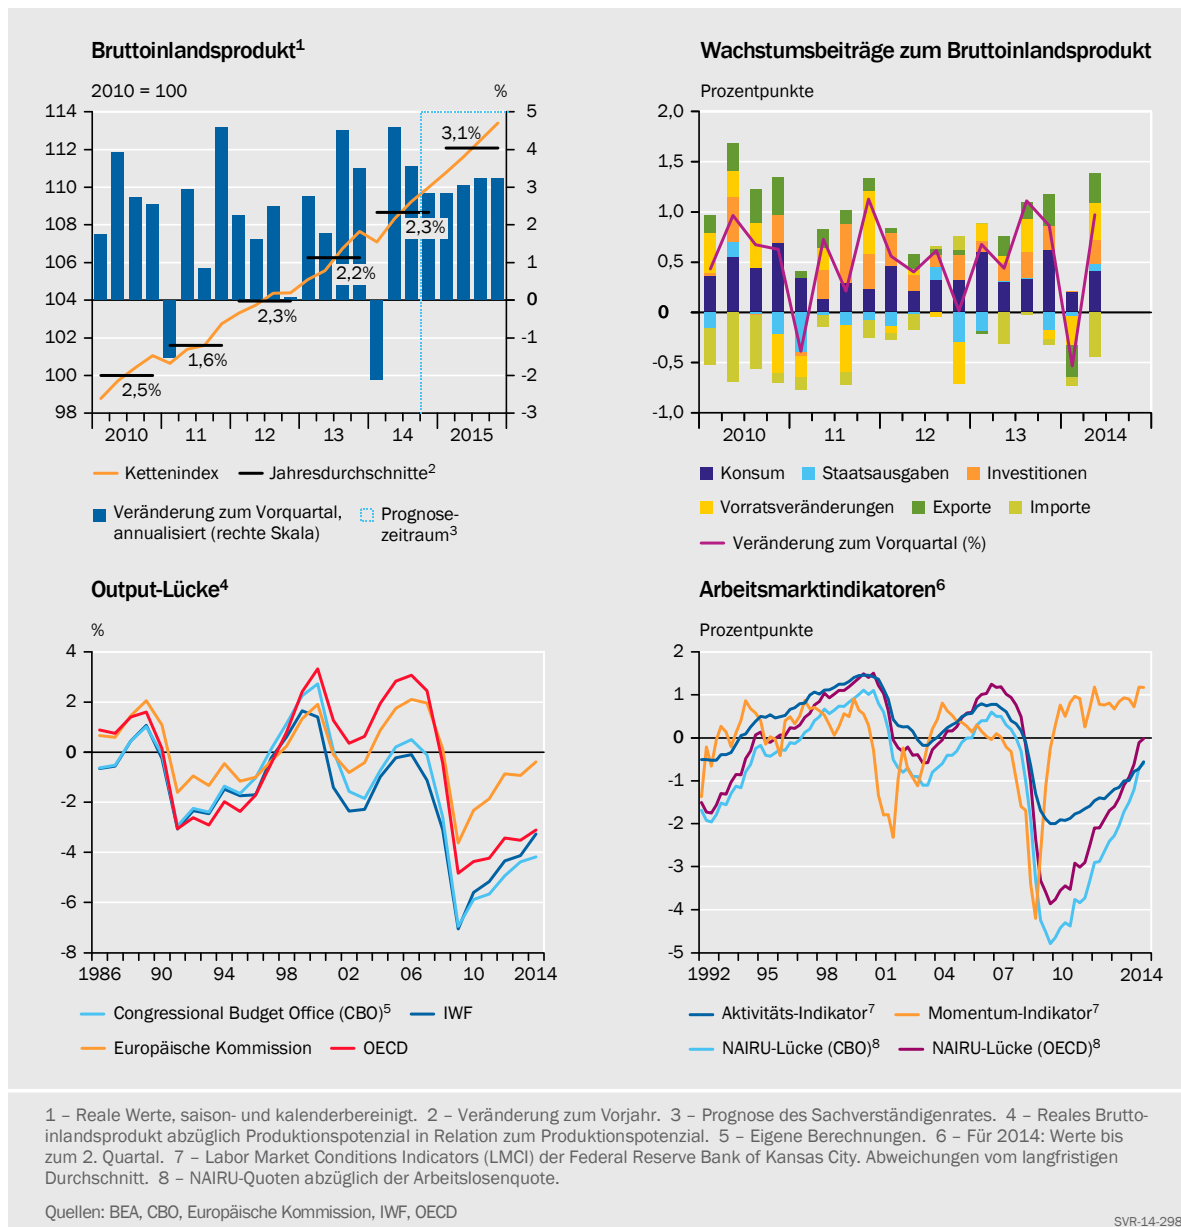 Bruttoinlandsprodukt1
2010 = 100
%
114
112
110
108
106
104
102
100
98
5
4
3
2
1
0
-1
-2
-3
2,5%
1,6%
2,3%
2,2%
2,3%
3,1%
2010 11 12 13 14 2015
Kettenindex
Jahresdurchschnitte2
Veränderung zum Vorquartal,
annualisiert (rechte Skala)
Prognose-
zeitraum3
Wachstumsbeiträge zum Bruttoinlandsprodukt
Prozentpunkte
2,0
1,5
1,0
0,5
0
-0,5
-1,0
2010 11 12 13 2014
Konsum
Staatsausgaben
Investitionen
Vorratsveränderungen
Exporte
Importe
Veränderung zum Vorquartal (%)
Output-Lücke4
%
4
2
0
-2
-4
-6
-8
1986 90 94 98 02 06 10 2014
Congressional Budget Office (CBO)5
IWF
Europäische Kommission
OECD
Arbeitsmarktindikatoren6
Prozentpunkte
2
1
0
-1
-2
-3
-4
-5
1992 95 98 01 04 07 10 2014
Aktivitäts-Indikator7
Momentum-Indikator7
NAIRU-Lücke (CBO)8
NAIRU-Lücke (OECD)8
1 – Reale Werte, saison- und kalenderbereinigt. 2 – Veränderung zum Vorjahr. 3 – Prognose des Sachverständigenrates. 4 – Reales Brutto-
inlandsprodukt abzüglich Produktionspotenzial in Relation zum Produktionspotenzial. 5 – Eigene Berechnungen. 6 – Für 2014: Werte bis
zum 2. Quartal. 7 – Labor Market Conditions Indicators (LMCI) der Federal Reserve Bank of Kansas City. Abweichungen vom langfristigen
Durchschnitt. 8 – NAIRU-Quoten abzüglich der Arbeitslosenquote.
Quellen: BEA, CBO, Europäische Kommission, IWF, OECD
SVR-14-298